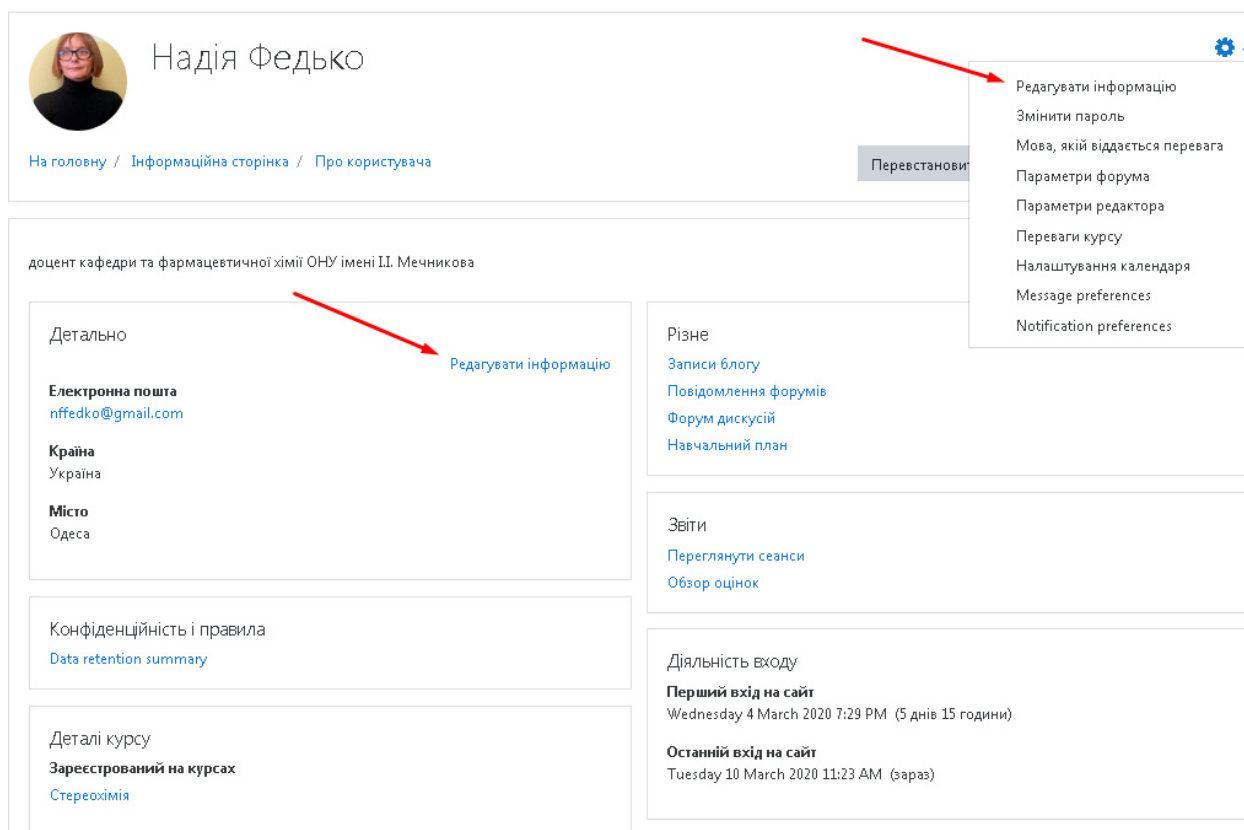 Надія Федько
На головну / Інформаційна сторінка / Про користувача
Редагувати інформацію
Змінити пароль
Мова, якій віддається перевага
Параметри форума
Параметри редактора
Переваги курсу
Налаштування календаря
Message preferences
Notification preferences
доцент кафедри та фармацевтичної хімії ОНУ імені І.І. Мечникова
Детально
Редагувати інформацію
Електронна пошта
nffedko@gmail.com
Країна
Україна
Місто
Одеса
Конфіденційність і правила
Data retention summary
Деталі курсу
Зареєстрований на курсах
Стереохімія
Різне
Записи блогу
Повідомлення форумів
Форум дискусій
Навчальний план
Звіти
Переглянути сеанси
Обзор оцінок
Діяльність входу
Перший вхід на сайт
Wednesday 4 March 2020 7:29 PM (5 днів 15 години)
Останній вхід на сайт
Tuesday 10 March 2020 11:23 AM (зараз)